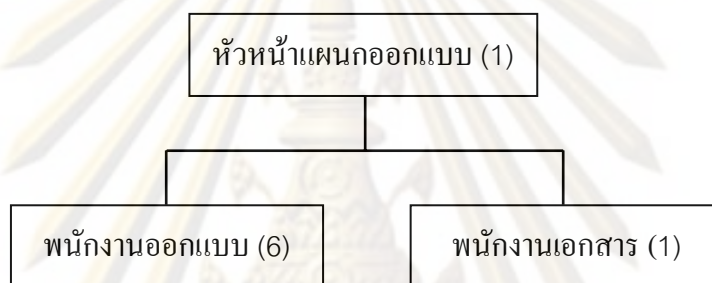 หัวหน้าแผนกออกแบบ (1)
พนักงานออกแบบ (6)
พนักงานเอกสาร (1)